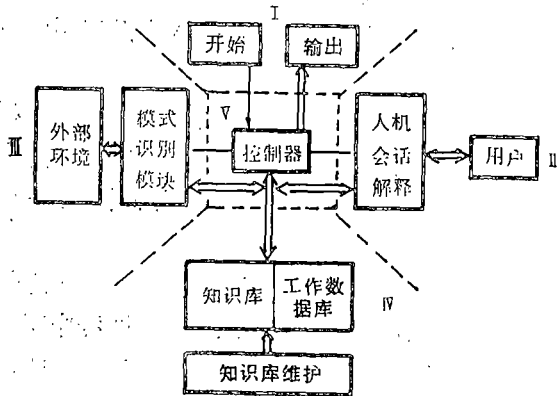 I
开始
输出
V
III
外部
环境
模式
识别
模块
控制器
人机
会话
解释
用户
II
知识库
工作数
据库
IV
知识库维护